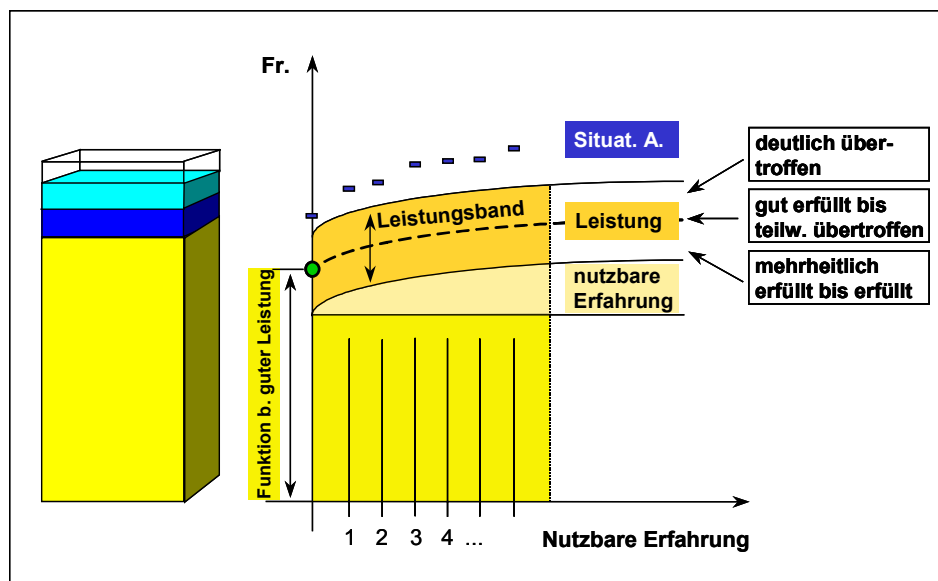 Fr.
Situat. A.
deutlich über-
troffen
Leistungsband
Leistung
gut erfüllt bis
teilw. übertroffen
mehrheitlich
erfüllt bis erfüllt
nutzbare
Erfahrung
Funktion b. guter Leistung
1 2 3 4 ...
Nutzbare Erfahrung